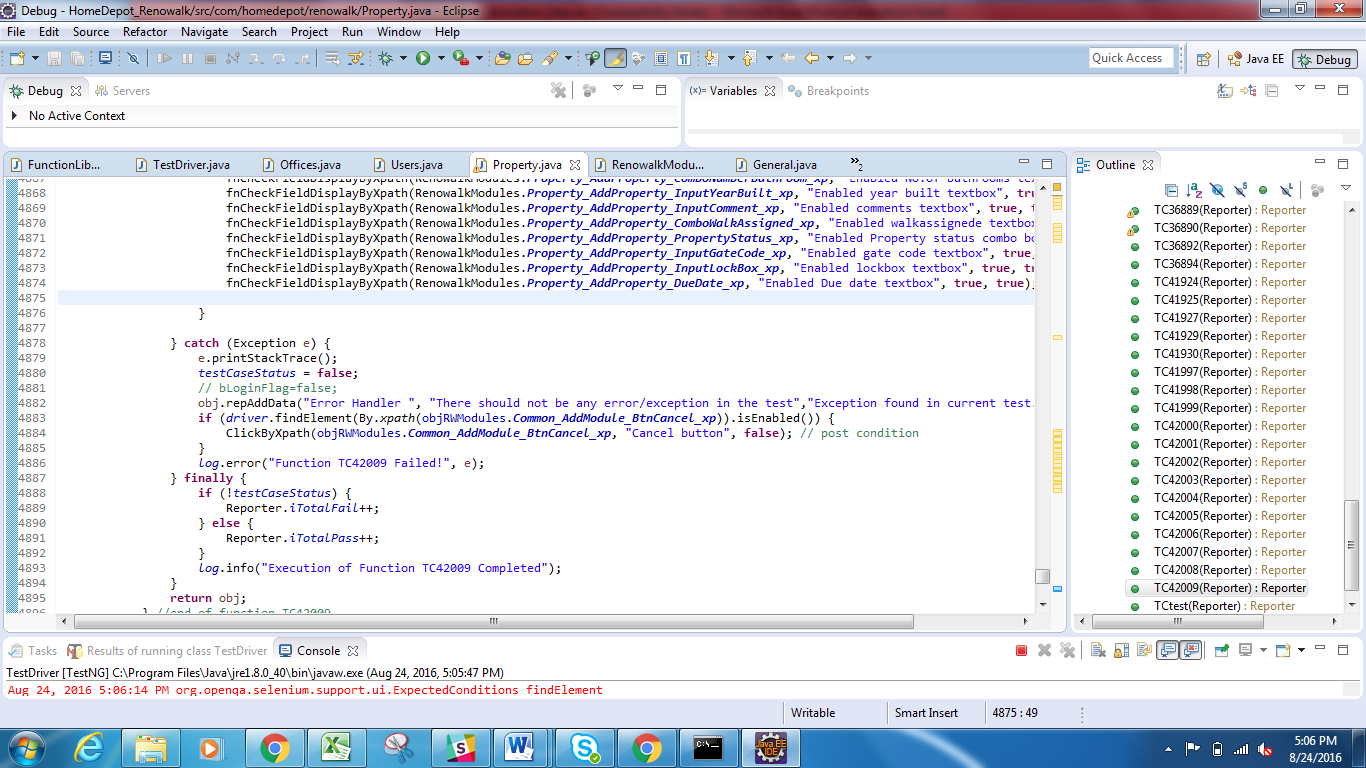 Debug - HomeDepot_Renowalk/src/com/homedepot/renowalk/Property.java - Eclipse
File Edit Source Refactor Navigate Search Project Run Window Help
Quick Access Java EE Debug
Debug Servers
(x)= Variables Breakpoints
No Active Context
FunctionLib... TestDriver.java Offices.java Users.java Property.java RenowalkModu... General.java »2
Outline
4867 fnCheckFieldDisplayByXpath(RenowalkModules.Property_AddProperty_ComboNumberBathroom_xp, "Enabled No.of bathrooms tex
4868 fnCheckFieldDisplayByXpath(RenowalkModules.Property_AddProperty_InputYearBuilt_xp, "Enabled year built textbox", tru
4869 fnCheckFieldDisplayByXpath(RenowalkModules.Property_AddProperty_InputComment_xp, "Enabled comments textbox", true, t
4870 fnCheckFieldDisplayByXpath(RenowalkModules.Property_AddProperty_ComboWalkAssigned_xp, "Enabled walkassignede textbox
4871 fnCheckFieldDisplayByXpath(RenowalkModules.Property_AddProperty_PropertyStatus_xp, "Enabled Property status combo bo
4872 fnCheckFieldDisplayByXpath(RenowalkModules.Property_AddProperty_InputGateCode_xp, "Enabled gate code textbox", true,
4873 fnCheckFieldDisplayByXpath(RenowalkModules.Property_AddProperty_InputLockBox_xp, "Enabled lockbox textbox", true, tr
4874 fnCheckFieldDisplayByXpath(RenowalkModules.Property_AddProperty_DueDate_xp, "Enabled Due date textbox", true, true);
4875
4876 }
4877
4878 } catch (Exception e) {
4879 e.printStackTrace();
4880 testCaseStatus = false;
4881 // bLoginFlag=false;
4882 obj.repAddData("Error Handler ", "There should not be any error/exception in the test","Exception found in current test.
4883 if (driver.findElement(By.xpath(objRWModules.Common_AddModule_BtnCancel_xp)).isEnabled()) {
4884 ClickByXpath(objRWModules.Common_AddModule_BtnCancel_xp, "Cancel button", false); // post condition
4885 }
4886 log.error("Function TC42009 Failed!", e);
4887 } finally {
4888 if (!testCaseStatus) {
4889 Reporter.iTotalFail++;
4890 } else {
4891 Reporter.iTotalPass++;
4892 }
4893 log.info("Execution of Function TC42009 Completed");
4894 }
4895 return obj;
4896 } //end of function TC42009
TC36889(Reporter) : Reporter
TC36890(Reporter) : Reporter
TC36892(Reporter) : Reporter
TC36894(Reporter) : Reporter
TC41924(Reporter) : Reporter
TC41925(Reporter) : Reporter
TC41927(Reporter) : Reporter
TC41929(Reporter) : Reporter
TC41930(Reporter) : Reporter
TC41997(Reporter) : Reporter
TC41998(Reporter) : Reporter
TC41999(Reporter) : Reporter
TC42000(Reporter) : Reporter
TC42001(Reporter) : Reporter
TC42002(Reporter) : Reporter
TC42003(Reporter) : Reporter
TC42004(Reporter) : Reporter
TC42005(Reporter) : Reporter
TC42006(Reporter) : Reporter
TC42007(Reporter) : Reporter
TC42008(Reporter) : Reporter
TC42009(Reporter) : Reporter
TCtest(Reporter) : Reporter
Tasks Results of running class TestDriver Console
TestDriver [TestNG] C:\Program Files\Java\jre1.8.0_40\bin\javaw.exe (Aug 24, 2016, 5:05:47 PM)
Aug 24, 2016 5:06:14 PM org.openqa.selenium.support.ui.ExpectedConditions findElement
Writable Smart Insert 4875 : 49
Java EE IDE
5:06 PM
8/24/2016